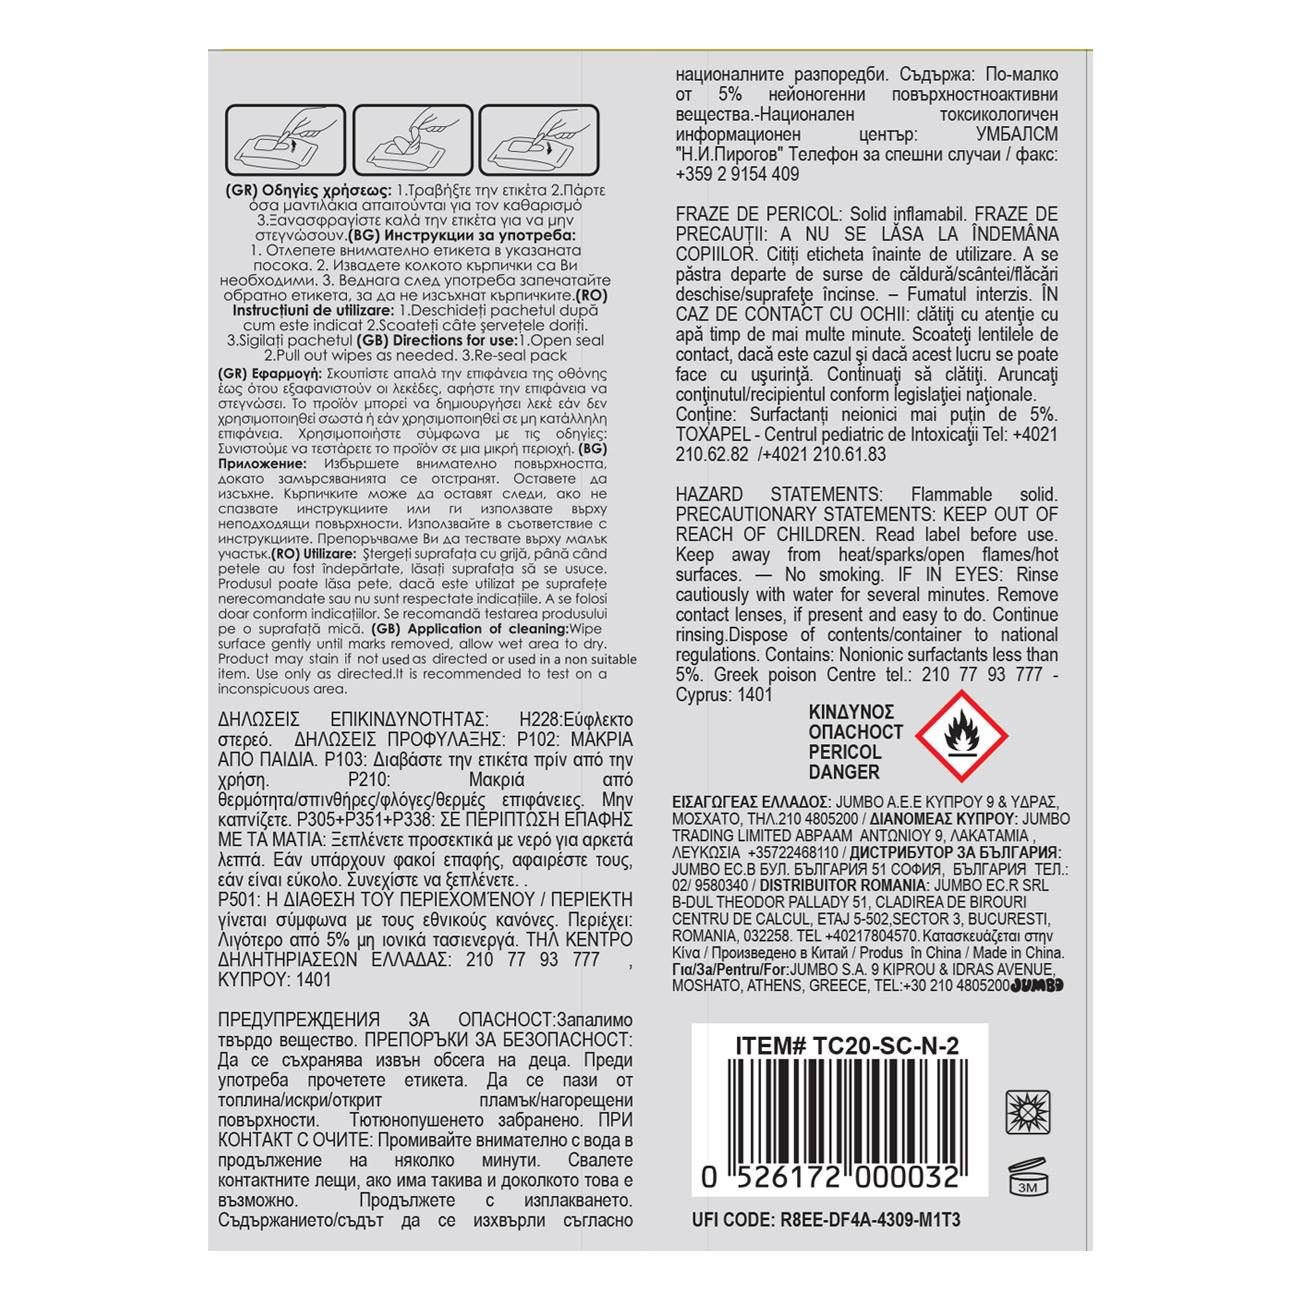 (GR) Οδηγίες χρήσεως: 1.Τραβήξτε την ετικέτα 2.Πάρτε
όσα μαντιλάκια απαιτούνται για τον καθαρισμό
3.Ξανασφραγίστε καλά την ετικέτα για να μην
στεγνώσουν.(BG) Инструкции за употреба:
1. Отлепете внимателно етикета в указаната
посока. 2. Извадете колкото кърпички са Ви
необходими. 3. Веднага след употреба запечатайте
обратно етикета, за да не изсъхнат кърпичките.(RO)
Instrucțiuni de utilizare: 1.Deschideți pachetul după
cum este indicat 2.Scoateți câte șervețele doriți.
3.Sigilați pachetul (GB) Directions for use:1.Open seal
2.Pull out wipes as needed. 3.Re-seal pack
(GR) Εφαρμογή: Σκουπίστε απαλά την επιφάνεια της οθόνης
έως ότου εξαφανιστούν οι λεκέδες, αφήστε την επιφάνεια να
στεγνώσει. Το προϊόν μπορεί να δημιουργήσει λεκέ εάν δεν
χρησιμοποιηθεί σωστά ή εάν χρησιμοποιηθεί σε μη κατάλληλη
επιφάνεια. Χρησιμοποιήστε σύμφωνα με τις οδηγίες:
Συνιστούμε να τεστάρετε το προϊόν σε μια μικρή περιοχή. (BG)
Приложение: Избършете внимателно повърхността,
докато замърсяванията се отстранят. Оставете да
изсъхне. Кърпичките може да оставят следи, ако не
спазвате инструкциите или ги използвате върху
неподходящи повърхности. Използвайте в съответствие с
инструкциите. Препоръчваме Ви да тествате върху малък
участък.(RO) Utilizare: Ștergeți suprafața cu grijă, până când
petele au fost îndepărtate, lăsați suprafața să se usuce.
Produsul poate lăsa pete, dacă este utilizat pe suprafețe
nerecomandate sau nu sunt respectate indicațiile. A se folosi
doar conform indicațiilor. Se recomandă testarea produsului
pe o suprafață mică. (GB) Application of cleaning:Wipe
surface gently until marks removed, allow wet area to dry.
Product may stain if not used as directed or used in a non suitable
item. Use only as directed.It is recommended to test on a
inconspicuous area.
ΔΗΛΩΣΕΙΣ ΕΠΙΚΙΝΔΥΝΟΤΗΤΑΣ: H228:Εύφλεκτο
στερεό. ΔΗΛΩΣΕΙΣ ΠΡΟΦΥΛΑΞΗΣ: P102: ΜΑΚΡΙΑ
ΑΠΟ ΠΑΙΔΙΑ. P103: Διαβάστε την ετικέτα πρίν από την
χρήση. P210: Μακριά από
θερμότητα/σπινθήρες/φλόγες/θερμές επιφάνειες. Μην
καπνίζετε. P305+P351+P338: ΣΕ ΠΕΡΙΠΤΩΣΗ ΕΠΑΦΗΣ
ΜΕ ΤΑ ΜΑΤΙΑ: Ξεπλένετε προσεκτικά με νερό για αρκετά
λεπτά. Εάν υπάρχουν φακοί επαφής, αφαιρέστε τους,
εάν είναι εύκολο. Συνεχίστε να ξεπλένετε. .
P501: Η ΔΙΑΘΕΣΗ ΤΟΥ ΠΕΡΙΕΧΟΜΈΝΟΥ / ΠΕΡΙΕΚΤΗ
γίνεται σύμφωνα με τους εθνικούς κανόνες. Περιέχει:
Λιγότερο από 5% μη ιονικά τασιενεργά. ΤΗΛ ΚΕΝΤΡΟ
ΔΗΛΗΤΗΡΙΑΣΕΩΝ ΕΛΛΑΔΑΣ: 210 77 93 777 ,
ΚΥΠΡΟΥ: 1401
ПРЕДУПРЕЖДЕНИЯ ЗА ОПАСНОСТ:Запалимо
твърдо вещество. ПРЕПОРЪКИ ЗА БЕЗОПАСНОСТ:
Да се съхранява извън обсега на деца. Преди
употреба прочетете етикета. Да се пази от
топлина/искри/открит пламък/нагорещени
повърхности. Тютюнопушенето забранено. ПРИ
КОНТАКТ С ОЧИТЕ: Промивайте внимателно с вода в
продължение на няколко минути. Свалете
контактните лещи, ако има такива и доколкото това е
възможно. Продължете с изплакването.
Съдържанието/съдът да се изхвърли съгласно
националните разпоредби. Съдържа: По-малко
от 5% нейоногенни повърхностноактивни
вещества.-Национален токсикологичен
информационен център: УМБАЛСМ
"Н.И.Пирогов" Телефон за спешни случаи / факс:
+359 2 9154 409
FRAZE DE PERICOL: Solid inflamabil. FRAZE DE
PRECAUȚII: A NU SE LĂSA LA ÎNDEMÂNA
COPIILOR. Citiți eticheta înainte de utilizare. A se
păstra departe de surse de căldură/scântei/flăcări
deschise/suprafeţe încinse. – Fumatul interzis. ÎN
CAZ DE CONTACT CU OCHII: clătiţi cu atenţie cu
apă timp de mai multe minute. Scoateţi lentilele de
contact, dacă este cazul şi dacă acest lucru se poate
face cu uşurinţă. Continuaţi să clătiţi. Aruncaţi
conţinutul/recipientul conform legislaţiei naţionale.
Conține: Surfactanți neionici mai puțin de 5%.
TOXAPEL - Centrul pediatric de Intoxicaţii Tel: +4021
210.62.82 /+4021 210.61.83
HAZARD STATEMENTS: Flammable solid.
PRECAUTIONARY STATEMENTS: KEEP OUT OF
REACH OF CHILDREN. Read label before use.
Keep away from heat/sparks/open flames/hot
surfaces. — No smoking. IF IN EYES: Rinse
cautiously with water for several minutes. Remove
contact lenses, if present and easy to do. Continue
rinsing.Dispose of contents/container to national
regulations. Contains: Nonionic surfactants less than
5%. Greek poison Centre tel.: 210 77 93 777 -
Cyprus: 1401
ΚΙΝΔΥΝΟΣ
ОПАСНОСТ
PERICOL
DANGER
ΕΙΣΑΓΩΓΕΑΣ ΕΛΛΑΔΟΣ: JUMBO Α.Ε.Ε ΚΥΠΡΟΥ 9 & ΥΔΡΑΣ,
ΜΟΣΧΑΤΟ, ΤΗΛ.210 4805200 / ΔΙΑΝΟΜΕΑΣ ΚΥΠΡΟΥ: JUMBO
TRADING LIMITED ΑΒΡΑΑΜ ΑΝΤΩΝΙΟΥ 9, ΛΑΚΑΤΑΜΙΑ ,
ΛΕΥΚΩΣΙΑ +35722468110 / ДИСТРИБУТОР ЗА БЪЛГАРИЯ:
JUMBO EC.B БУЛ. БЪЛГАРИЯ 51 СОФИЯ, БЪЛГАРИЯ ТЕЛ.:
02/ 9580340 / DISTRIBUITOR ROMANIA: JUMBO EC.R SRL
B-DUL THEODOR PALLADY 51, CLADIREA DE BIROURI
CENTRU DE CALCUL, ETAJ 5-502,SECTOR 3, BUCURESTI,
ROMANIA, 032258. TEL +40217804570. Κατασκευάζεται στην
Κίνα / Произведено в Китай / Produs în China / Made in China.
Για/За/Pentru/For:JUMBO S.A. 9 KIPROU & IDRAS AVENUE,
MOSHATO, ATHENS, GREECE, TEL:+30 210 4805200 JUMBO
ITEM# TC20-SC-N-2
0 526172 000032
3M
UFI CODE: R8EE-DF4A-4309-M1T3